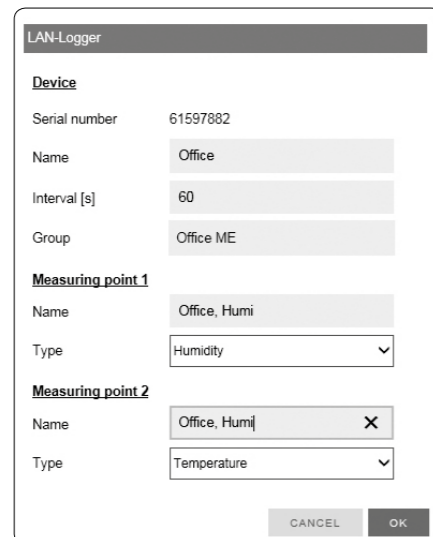 LAN-Logger
Device
Serial number 61597882
Name Office
Interval [s] 60
Group Office ME
Measuring point 1
Name Office, Humi
Type Humidity
Measuring point 2
Name Office, Humi
Type Temperature
CANCEL OK